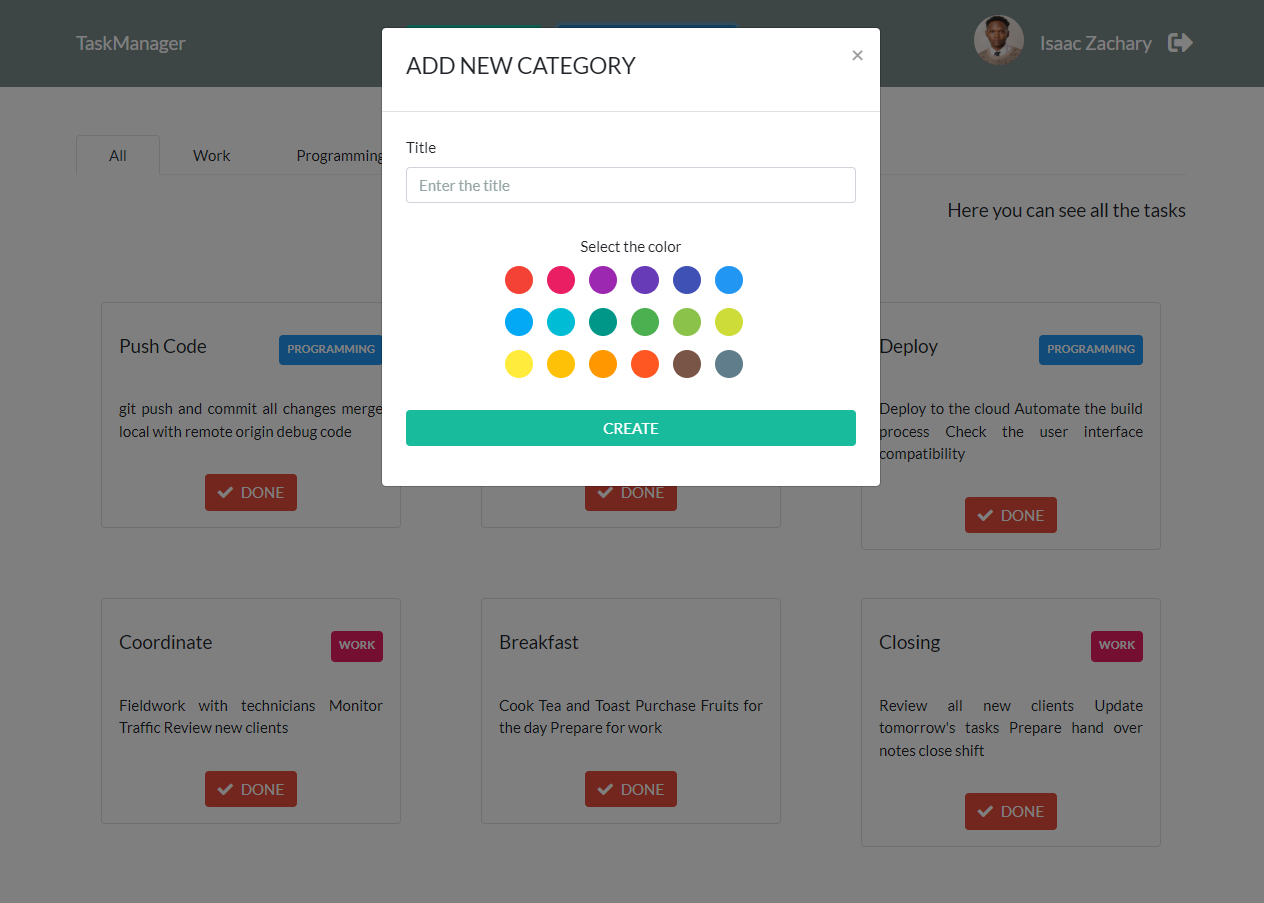 TaskManager
Isaac Zachary
ADD NEW CATEGORY
×
All
Work
Programming
Title
Enter the title
Here you can see all the tasks
Select the color
Push Code
PROGRAMMING
git push and commit all changes merge
local with remote origin debug code
DONE
CREATE
DONE
Deploy
PROGRAMMING
Deploy to the cloud Automate the build
process Check the user interface
compatibility
DONE
Coordinate
WORK
Fieldwork with technicians Monitor
Traffic Review new clients
DONE
Breakfast
Cook Tea and Toast Purchase Fruits for
the day Prepare for work
DONE
Closing
WORK
Review all new clients Update
tomorrow's tasks Prepare hand over
notes close shift
DONE